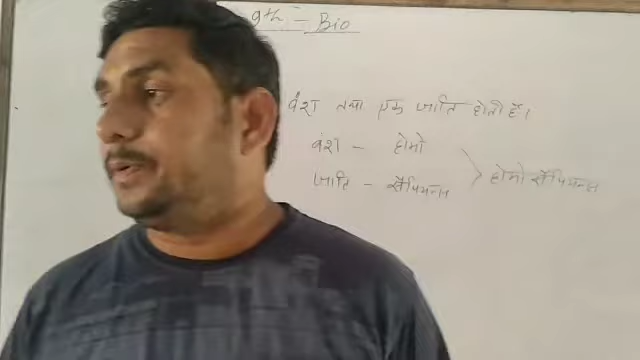 9th - Bio
वंश तथा एक जाति होती है।
वंश - होमो
जाति - सैपियन्स
होमो सैपियन्स